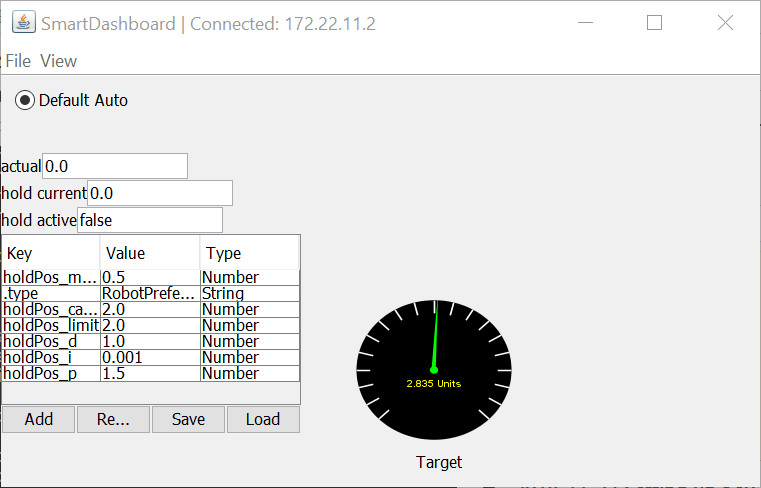 SmartDashboard | Connected: 172.22.11.2
File View
Default Auto
actual 0.0
hold current 0.0
hold active false
Key Value Type
holdPos_m... 0.5 Number
.type RobotPrefe... String
holdPos_ca... 2.0 Number
holdPos_limit 2.0 Number
holdPos_d 1.0 Number
holdPos_i 0.001 Number
holdPos_p 1.5 Number
2.835 Units
Add Re... Save Load
Target